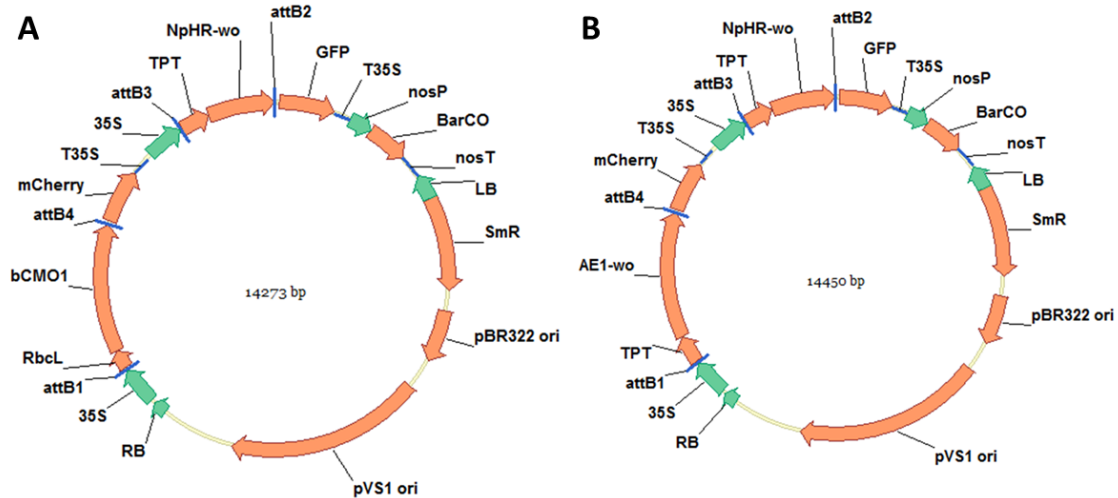 A
attB2
NpHR-wo
GFP
TPT
T35S
attB3
nosP
35S
BarCO
T35S
nosT
mCherry
LB
attB4
SmR
bCMO1
14273 bp
pBR322 ori
RbcL
attB1
35S
RB
pVS1 ori
B
attB2
NpHR-wo
GFP
TPT
T35S
attB3
nosP
35S
BarCO
T35S
nosT
mCherry
LB
attB4
SmR
AE1-wo
14450 bp
pBR322 ori
TPT
attB1
35S
RB
pVS1 ori